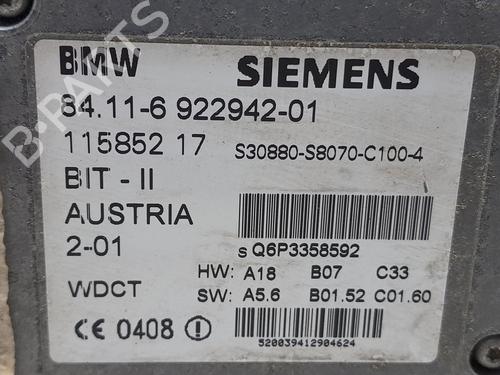 BMW SIEMENS
84.11-6 922942-01
115852 17 S30880-S8070-C100-4
BIT - II
AUSTRIA
2-01 s Q6P3358592
HW: A18 B07 C33
WDCT SW: A5.6 B01.52 C01.60
CE 0408
520039412904624
B-PARTS